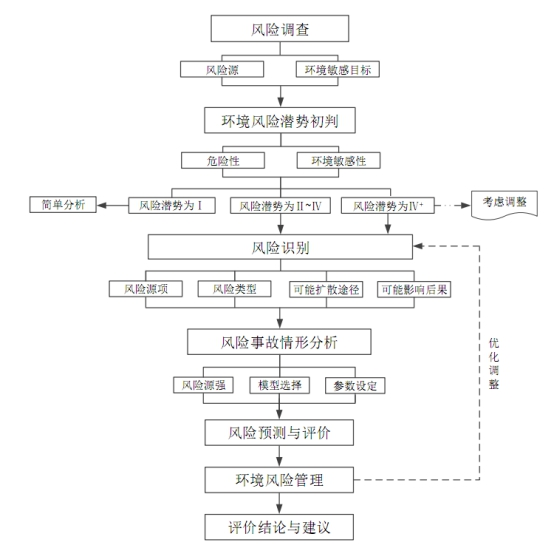 风险调查
风险源 环境敏感目标
环境风险潜势初判
危险性 环境敏感性
简单分析 风险潜势为Ⅰ 风险潜势为Ⅱ~Ⅳ 风险潜势为Ⅳ⁺ 考虑调整
风险识别
风险源项 风险类型 可能扩散途径 可能影响后果
风险事故情形分析
风险源强 模型选择 参数设定
优化调整
风险预测与评价
环境风险管理
评价结论与建议